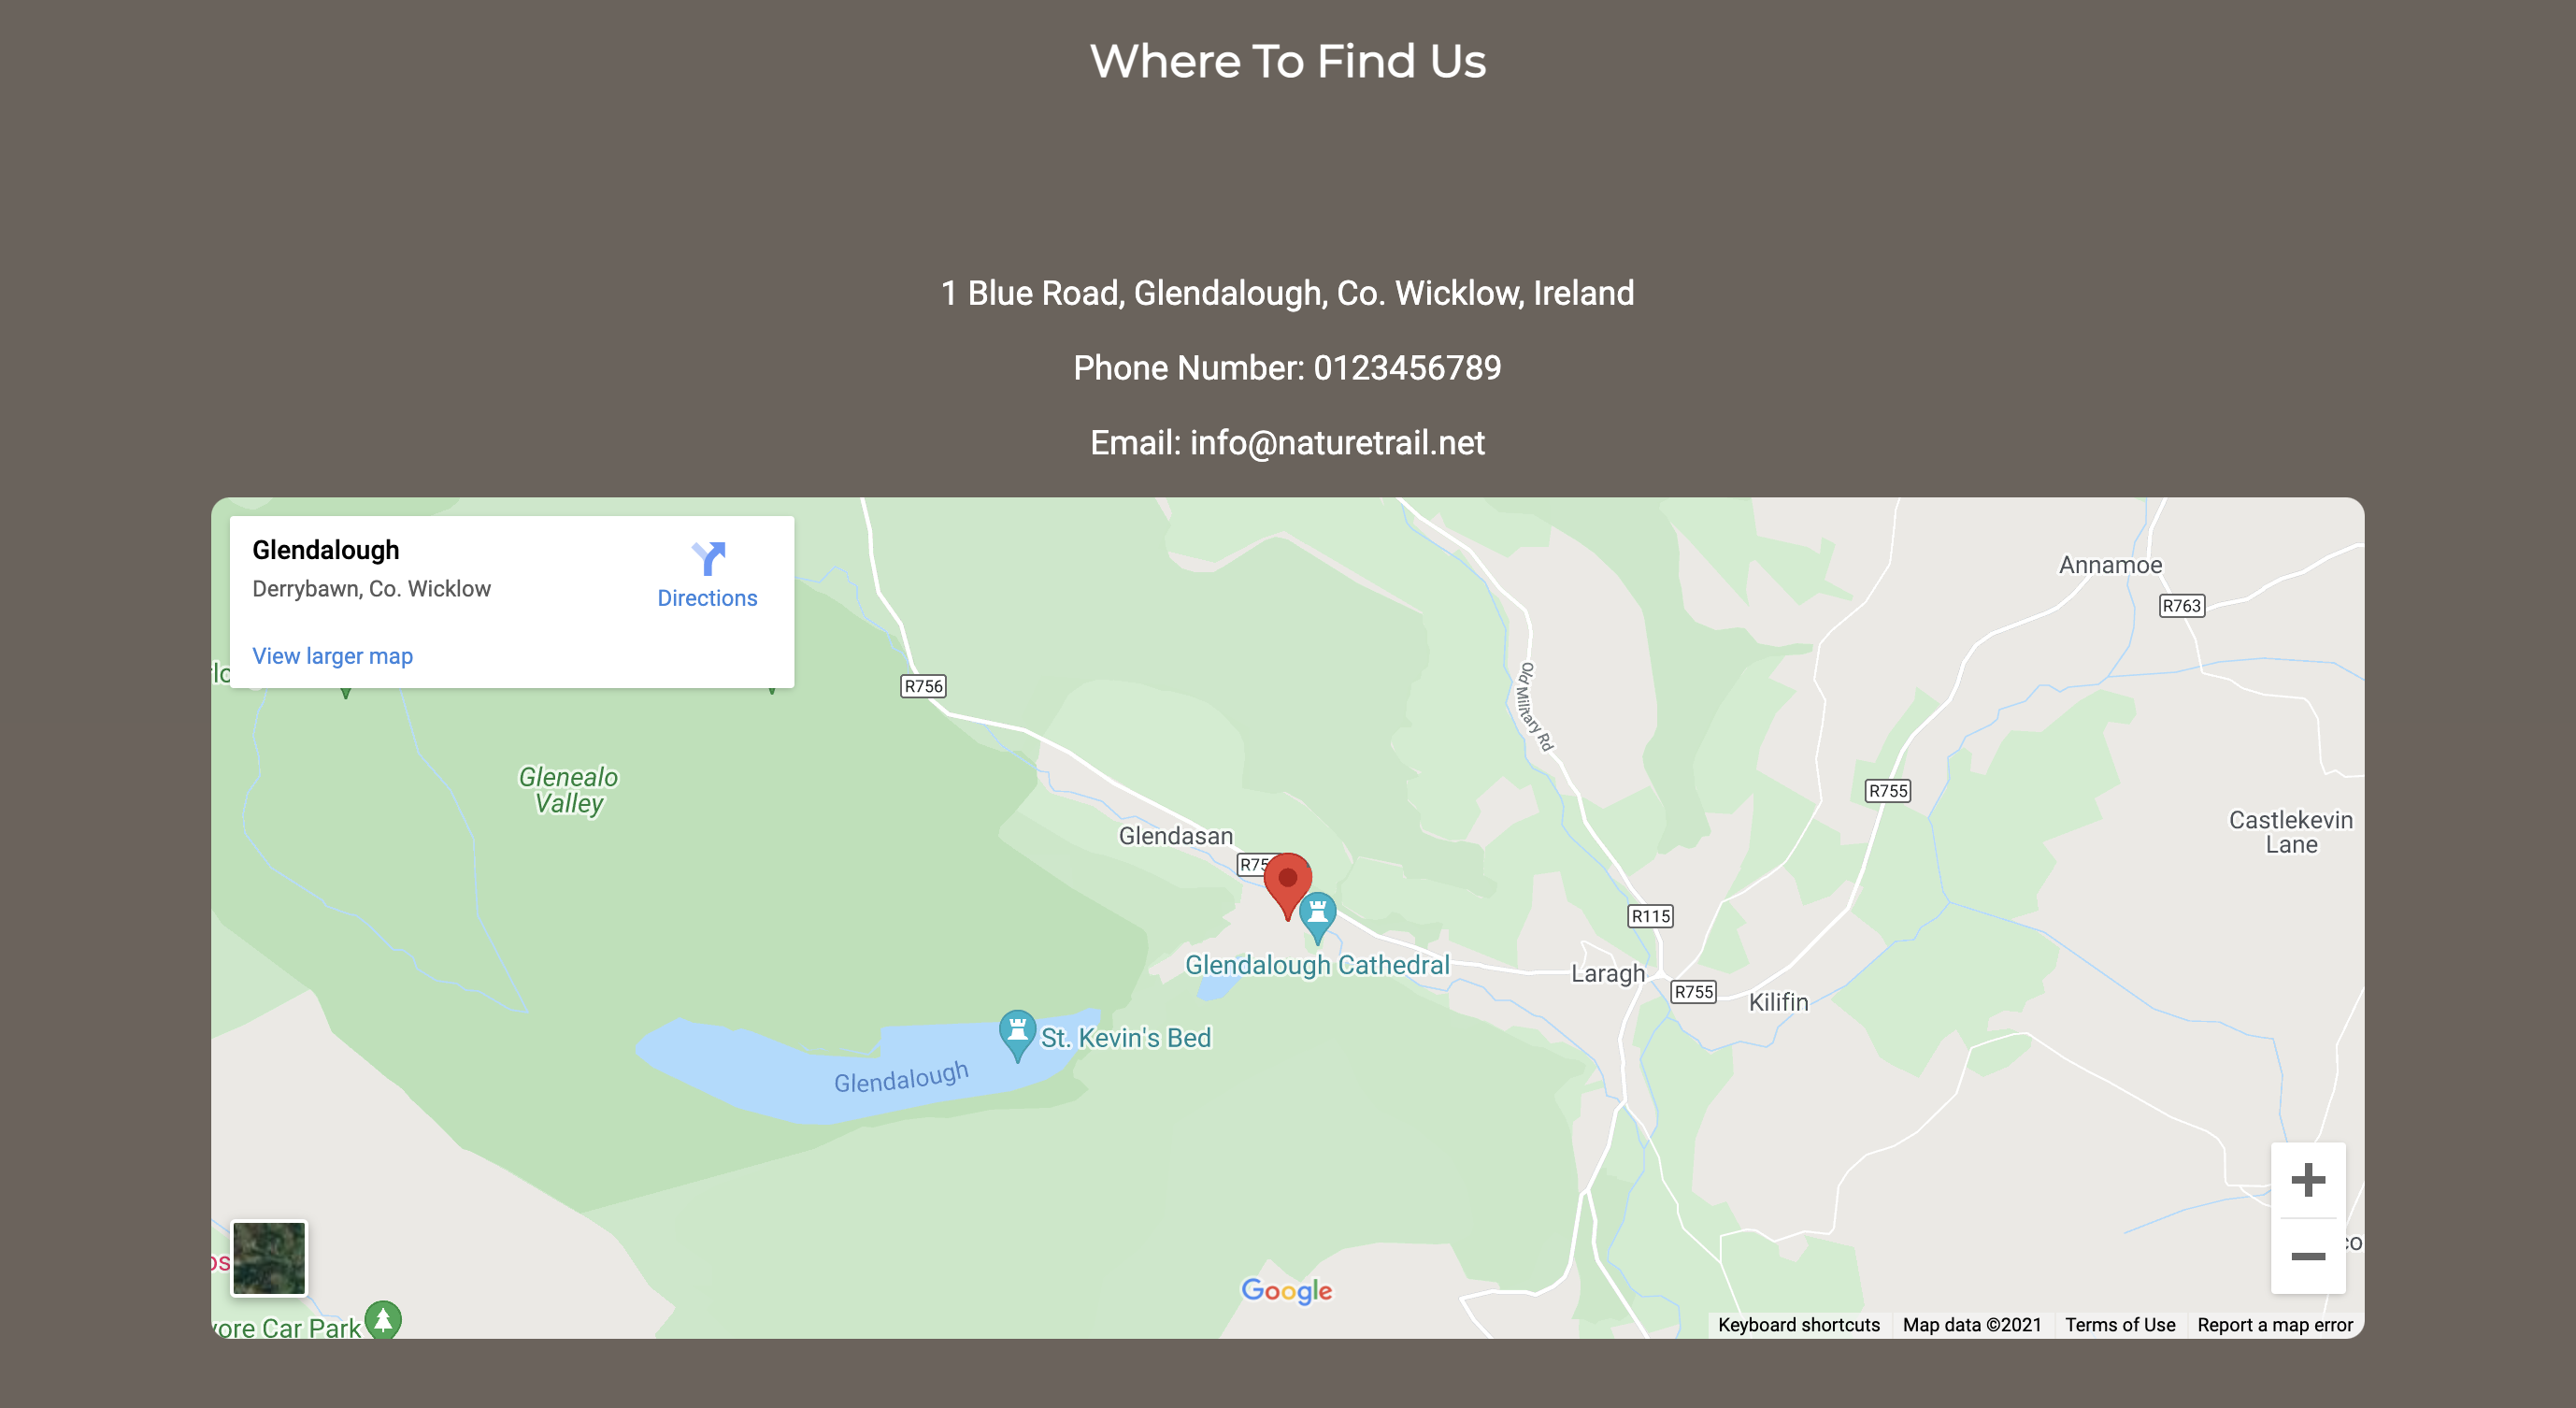 Where To Find Us
1 Blue Road, Glendalough, Co. Wicklow, Ireland
Phone Number: 0123456789
Email: info@naturetrail.net
Glendalough
Derrybawn, Co. Wicklow
Directions
View larger map
Annamoe
R763
R756
Old Military Rd
Glenealo
Valley
R755
Castlekevin
Lane
Glendasan
R115
Glendalough Cathedral
Laragh
R755
Kilifin
St. Kevin's Bed
Glendalough
Google
Car Park
Keyboard shortcuts
Map data ©2021
Terms of Use
Report a map error